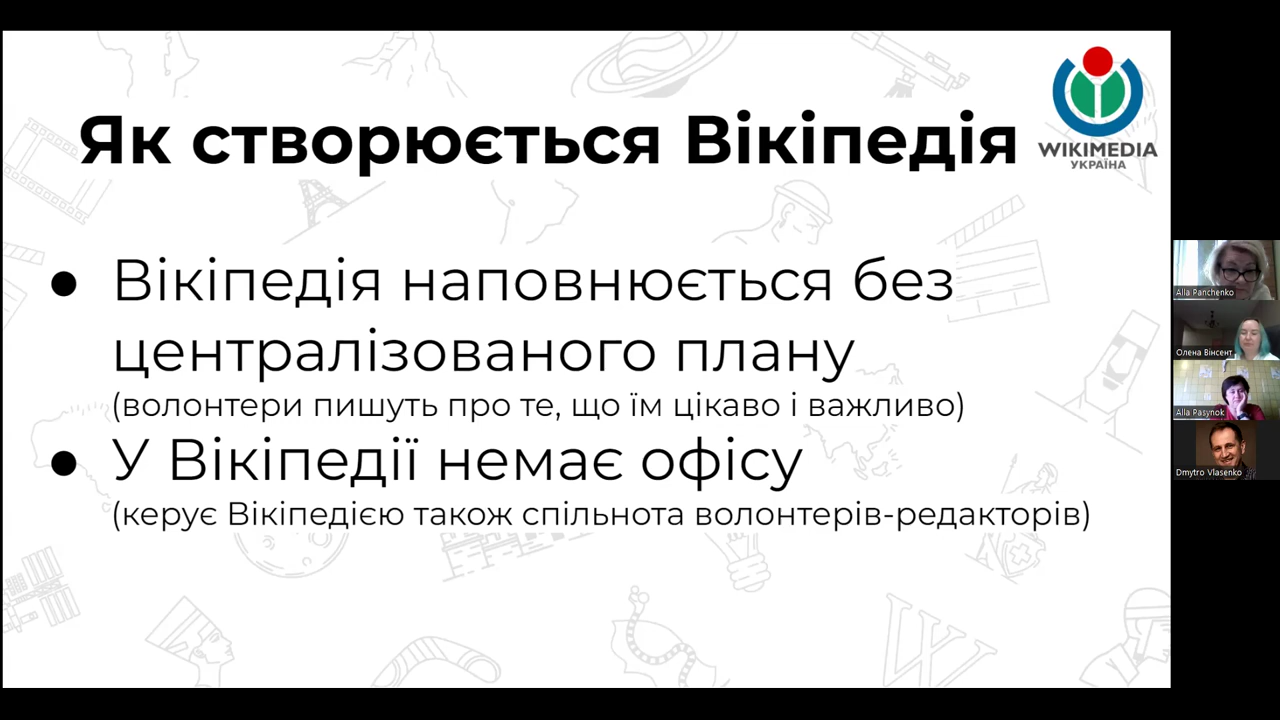 Як створюється Вікіпедія
WIKIMEDIA
УКРАЇНА
● Вікіпедія наповнюється без
централізованого плану
(волонтери пишуть про те, що їм цікаво і важливо)
● У Вікіпедії немає офісу
(керує Вікіпедією також спільнота волонтерів-редакторів)
Alla Panchenko
Олена Вінсент
Alla Pasynok
Dmytro Vlasenko